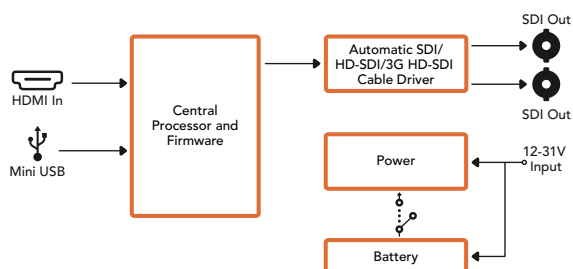 SDI Out
Automatic SDI/
HD-SDI/3G HD-SDI
Cable Driver
HDMI In
Central
Processor and
Firmware
SDI Out
Mini USB
Power
12-31V
Input
Battery